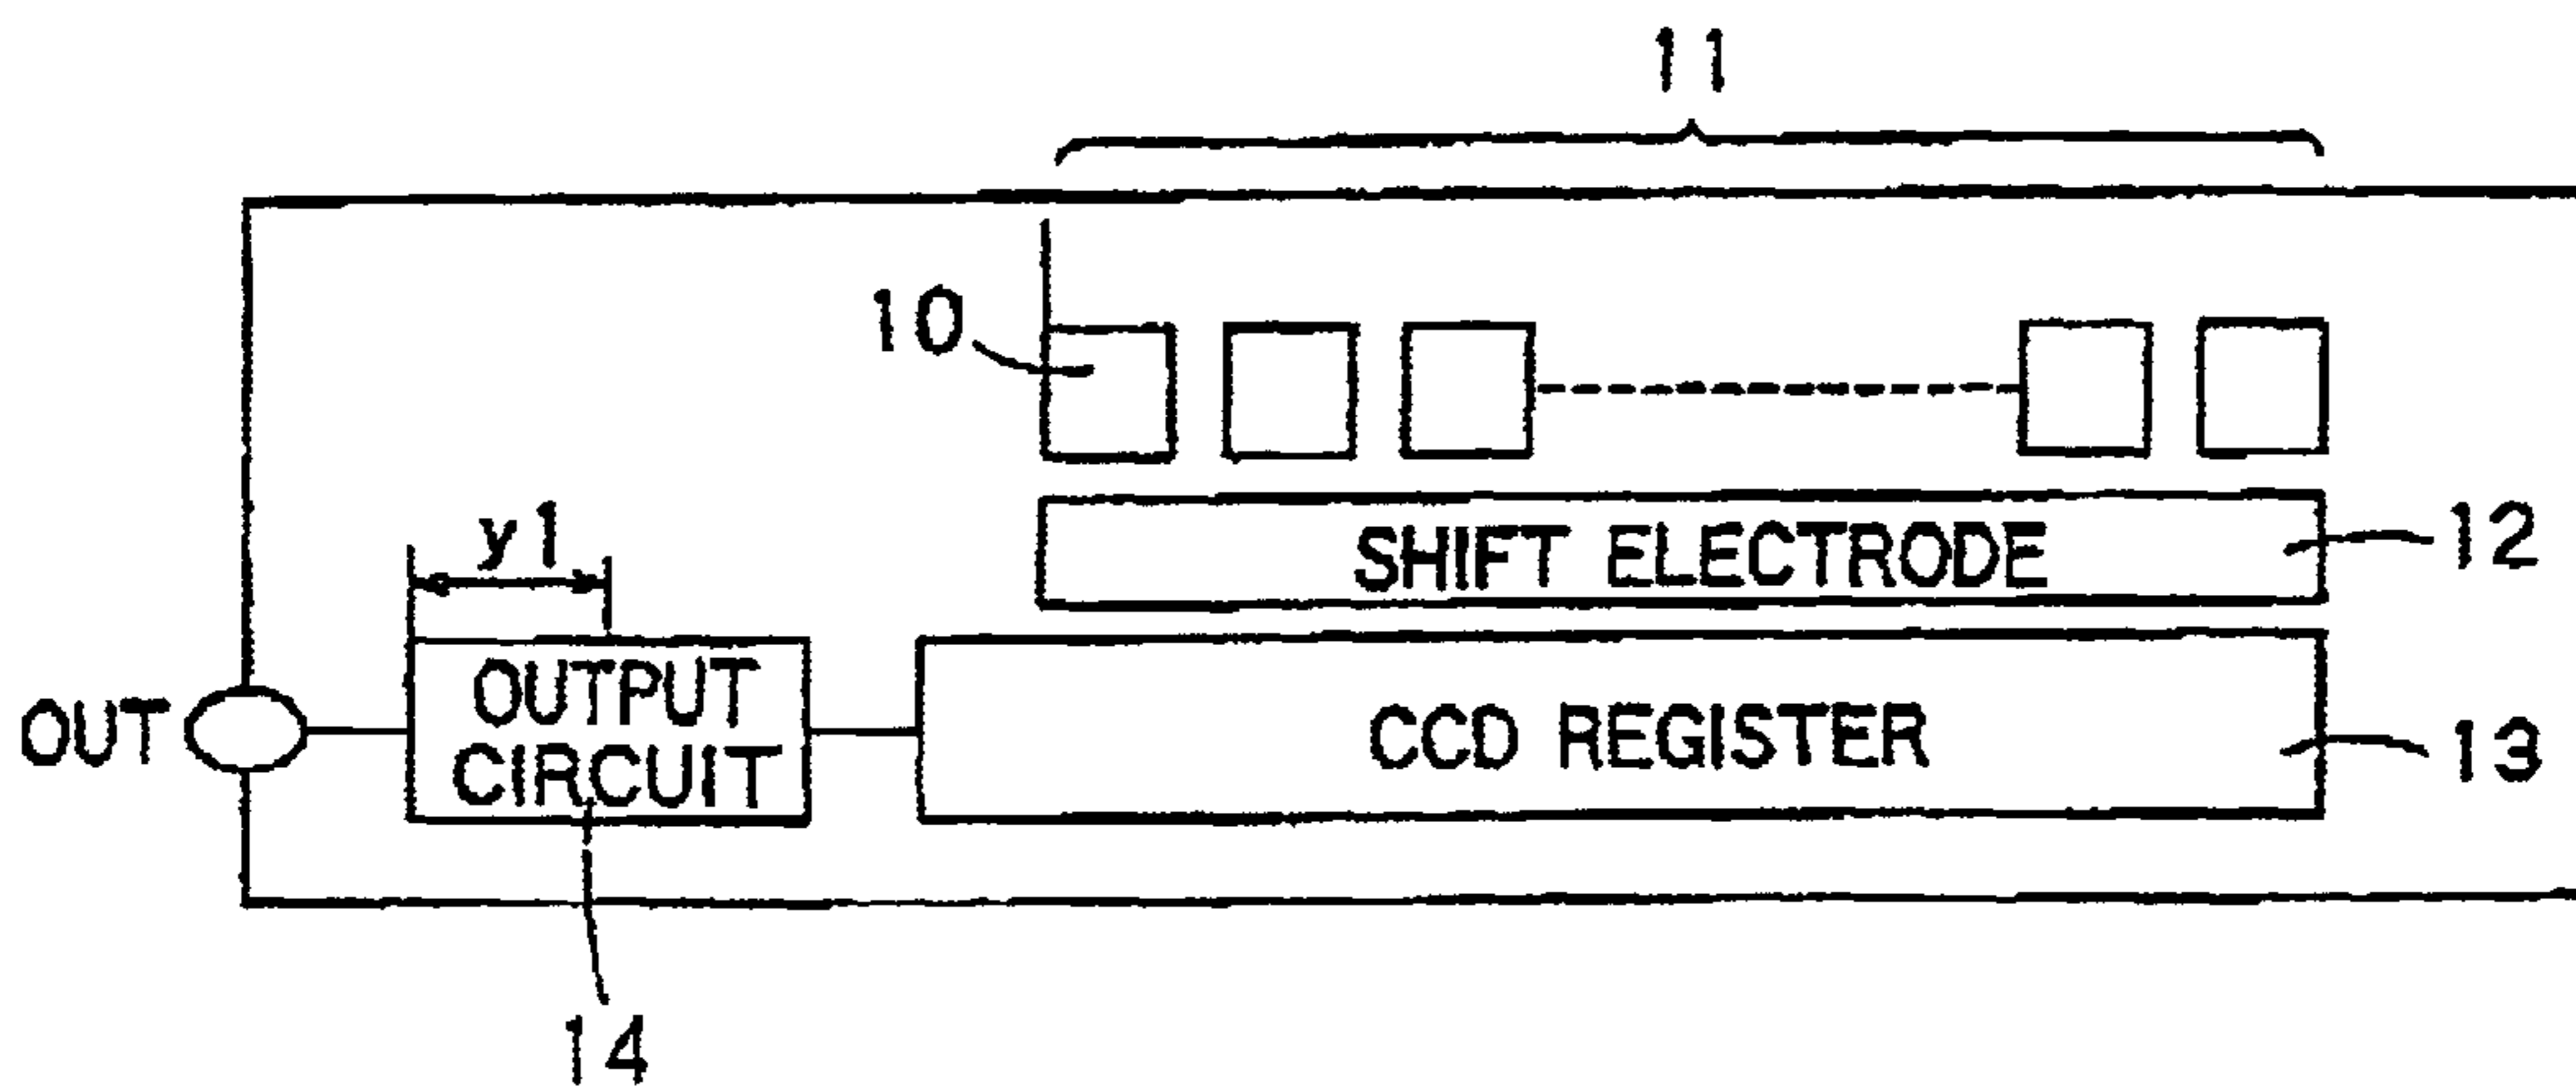 11
10
y1
SHIFT ELECTRODE
12
OUT
OUTPUT
CIRCUIT
CCD REGISTER
13
14